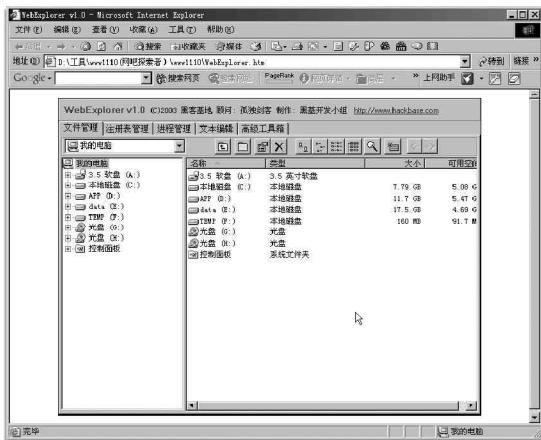 WebExplorer v1.0 - Microsoft Internet Explorer
文件(F) 编辑(E) 查看(V) 收藏(A) 工具(T) 帮助(H)
搜索 收藏夹 媒体
地址(D) D:\工具\www1110(网吧探索者)\www1110\WebExplorer.htm 转到 链接 »
Google 搜索网页 PageRank » 上网助手
WebExplorer v1.0 (C)2003 黑客基地 顾问: 孤独剑客 制作: 黑基开发小组 http://www.hackbase.com
文件管理 注册表管理 进程管理 文本编辑 高级工具箱
我的电脑
我的电脑
3.5 软盘 (A:)
本地磁盘 (C:)
APP (D:)
data (E:)
TEMP (F:)
光盘 (G:)
光盘 (H:)
控制面板
名称 类型 大小 可用空间
3.5 软盘 (A:) 3.5 英寸软盘
本地磁盘 (C:) 本地磁盘 7.79 GB 5.08 G
APP (D:) 本地磁盘 11.7 GB 5.47 G
data (E:) 本地磁盘 17.5 GB 4.69 G
TEMP (F:) 本地磁盘 160 MB 91.7 M
光盘 (G:) 光盘
光盘 (H:) 光盘
控制面板 系统文件夹
完毕 我的电脑